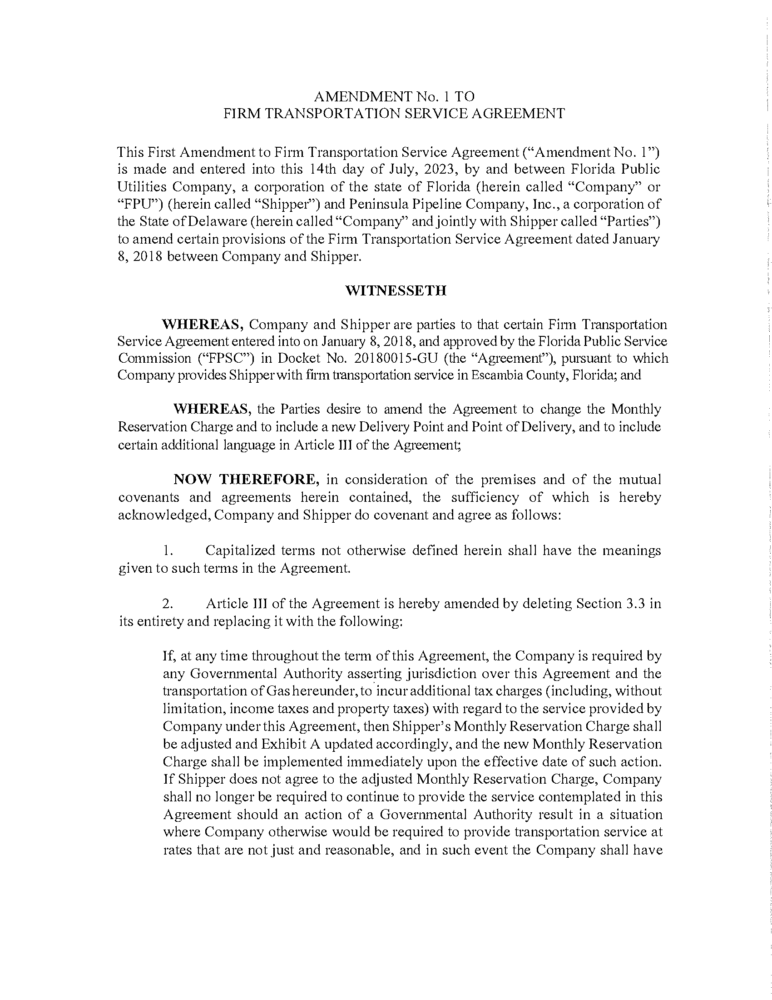 AMENDMENT No. 1 TO
FIRM TRANSPORTATION SERVICE AGREEMENT
This First Amendment to Firm Transportation Service Agreement (“Amendment No. 1”)
is made and entered into this 14th day of July, 2023, by and between Florida Public
Utilities Company, a corporation of the state of Florida (herein called “Company” or
“FPU”) (herein called “Shipper”) and Peninsula Pipeline Company, Inc., a corporation of
the State of Delaware (herein called “Company” and jointly with Shipper called “Parties”)
to amend certain provisions of the Firm Transportation Service Agreement dated January
8, 2018 between Company and Shipper.
WITNESSETH
WHEREAS, Company and Shipper are parties to that certain Firm Transportation
Service Agreement entered into on January 8, 2018, and approved by the Florida Public Service
Commission (“FPSC”) in Docket No. 20180015-GU (the “Agreement”), pursuant to which
Company provides Shipper with firm transportation service in Escambia County, Florida; and
WHEREAS, the Parties desire to amend the Agreement to change the Monthly
Reservation Charge and to include a new Delivery Point and Point of Delivery, and to include
certain additional language in Article III of the Agreement;
NOW THEREFORE, in consideration of the premises and of the mutual
covenants and agreements herein contained, the sufficiency of which is hereby
acknowledged, Company and Shipper do covenant and agree as follows:
1. Capitalized terms not otherwise defined herein shall have the meanings
given to such terms in the Agreement.
2. Article III of the Agreement is hereby amended by deleting Section 3.3 in
its entirety and replacing it with the following:
If, at any time throughout the term of this Agreement, the Company is required by
any Governmental Authority asserting jurisdiction over this Agreement and the
transportation of Gas hereunder, to incur additional tax charges (including, without
limitation, income taxes and property taxes) with regard to the service provided by
Company under this Agreement, then Shipper’s Monthly Reservation Charge shall
be adjusted and Exhibit A updated accordingly, and the new Monthly Reservation
Charge shall be implemented immediately upon the effective date of such action.
If Shipper does not agree to the adjusted Monthly Reservation Charge, Company
shall no longer be required to continue to provide the service contemplated in this
Agreement should an action of a Governmental Authority result in a situation
where Company otherwise would be required to provide transportation service at
rates that are not just and reasonable, and in such event the Company shall have